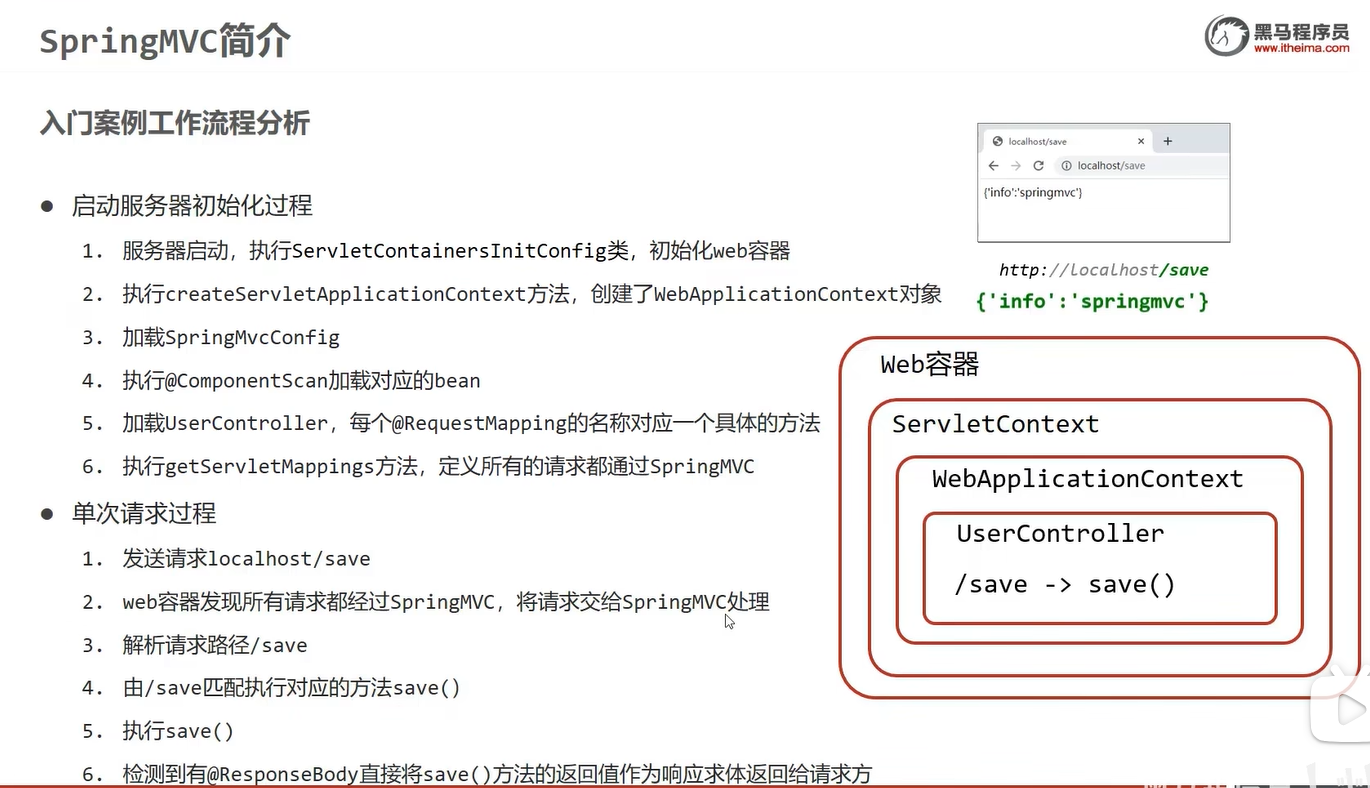 SpringMVC简介
黑马程序员
www.itheima.com
入门案例工作流程分析
● 启动服务器初始化过程
1. 服务器启动，执行ServletContainersInitConfig类，初始化web容器
2. 执行createServletApplicationContext方法，创建了WebApplicationContext对象
3. 加载SpringMvcConfig
4. 执行@ComponentScan加载对应的bean
5. 加载UserController，每个@RequestMapping的名称对应一个具体的方法
6. 执行getServletMappings方法，定义所有的请求都通过SpringMVC
● 单次请求过程
1. 发送请求localhost/save
2. web容器发现所有请求都经过SpringMVC，将请求交给SpringMVC处理
3. 解析请求路径/save
4. 由/save匹配执行对应的方法save()
5. 执行save()
6. 检测到有@ResponseBody直接将save()方法的返回值作为响应求体返回给请求方
localhost/save
localhost/save
{'info':'springmvc'}
http://localhost/save
{'info':'springmvc'}
Web容器
ServletContext
WebApplicationContext
UserController
/save -> save()